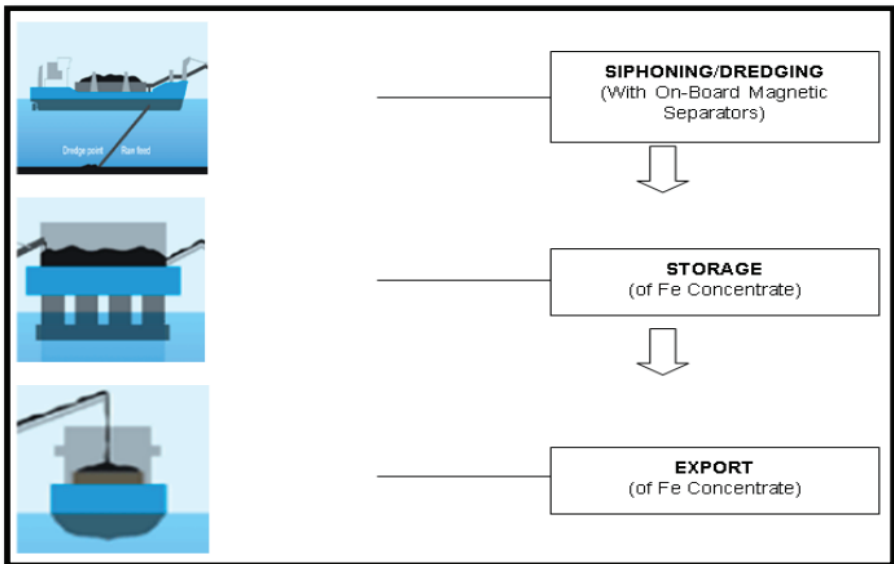 SIPHONING/DREDGING
(With On-Board Magnetic
Separators)
Dredge point Raw feed
STORAGE
(of Fe Concentrate)
EXPORT
(of Fe Concentrate)